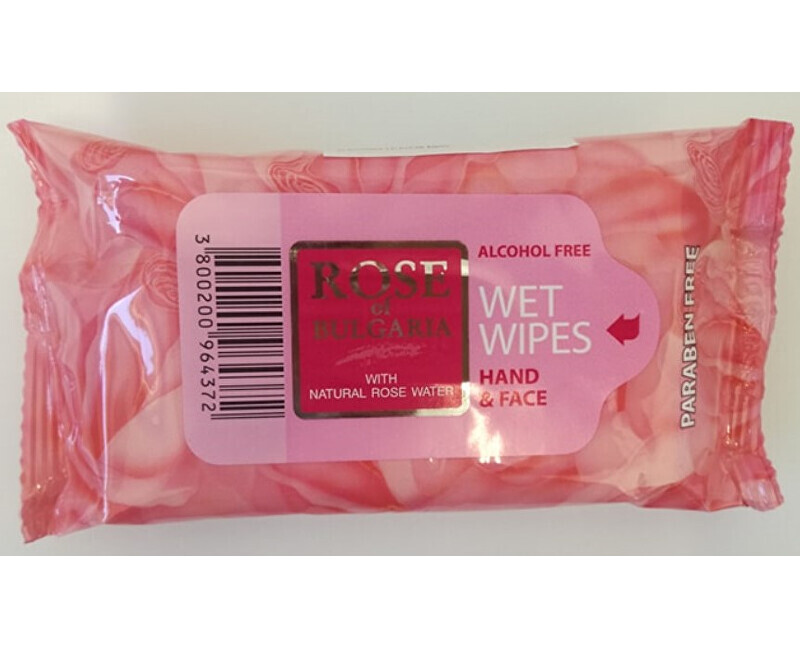 3 800200 964372
ROSE
of
BULGARIA
WITH
NATURAL ROSE WATER
ALCOHOL FREE
WET
WIPES
HAND
& FACE
PARABEN FREE